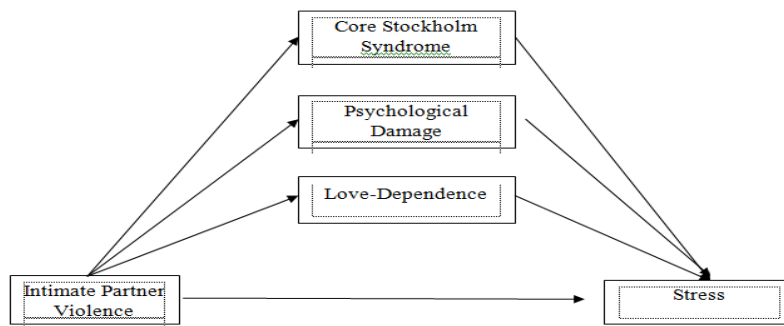 Core Stockholm
Syndrome
Psychological
Damage
Love-Dependence
Intimate Partner
Violence
Stress